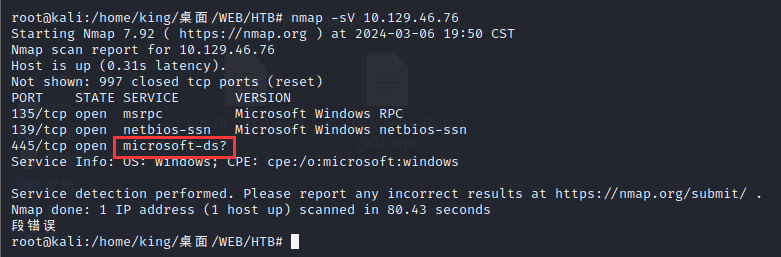 root@kali:/home/king/桌面/WEB/HTB# nmap -sV 10.129.46.76
Starting Nmap 7.92 ( https://nmap.org ) at 2024-03-06 19:50 CST
Nmap scan report for 10.129.46.76
Host is up (0.31s latency).
Not shown: 997 closed tcp ports (reset)
PORT    STATE SERVICE       VERSION
135/tcp open  msrpc         Microsoft Windows RPC
139/tcp open  netbios-ssn   Microsoft Windows netbios-ssn
445/tcp open  microsoft-ds?
Service Info: OS: Windows; CPE: cpe:/o:microsoft:windows
Service detection performed. Please report any incorrect results at https://nmap.org/submit/ .
Nmap done: 1 IP address (1 host up) scanned in 80.43 seconds
段错误
root@kali:/home/king/桌面/WEB/HTB#